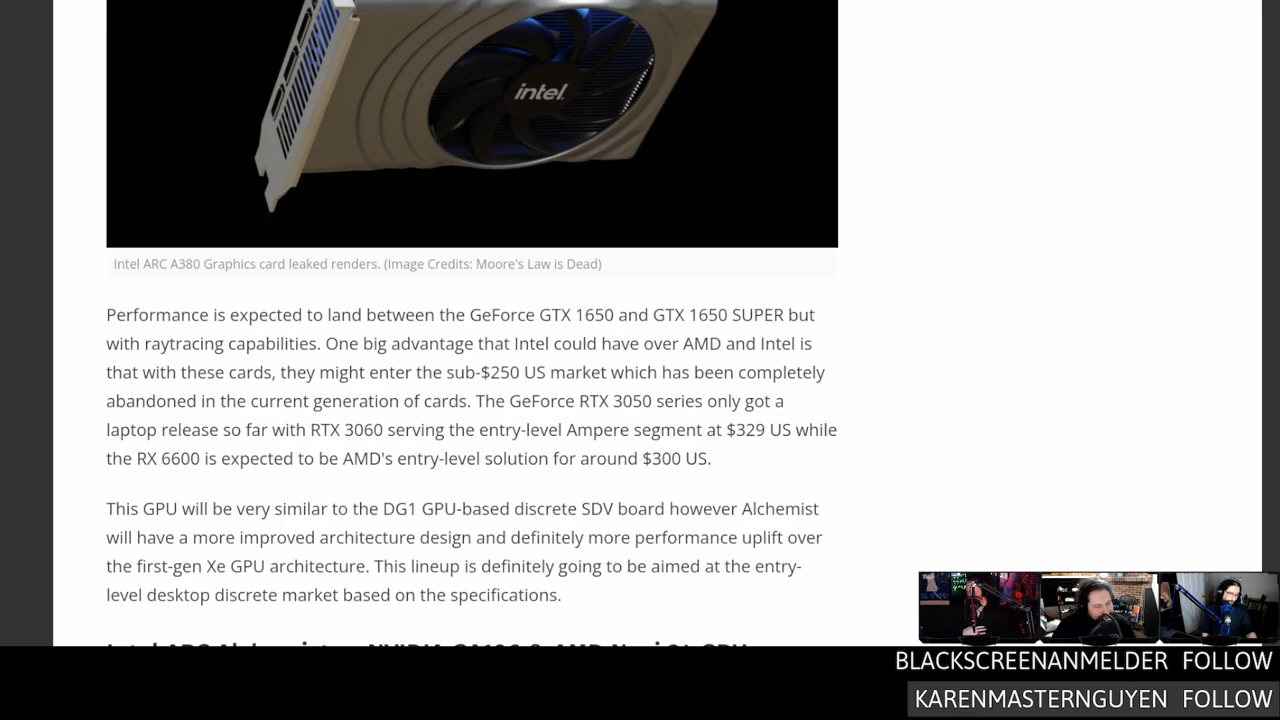 intel.
Intel ARC A380 Graphics card leaked renders. (Image Credits: Moore's Law is Dead)
Performance is expected to land between the GeForce GTX 1650 and GTX 1650 SUPER but
with raytracing capabilities. One big advantage that Intel could have over AMD and Intel is
that with these cards, they might enter the sub-$250 US market which has been completely
abandoned in the current generation of cards. The GeForce RTX 3050 series only got a
laptop release so far with RTX 3060 serving the entry-level Ampere segment at $329 US while
the RX 6600 is expected to be AMD's entry-level solution for around $300 US.
This GPU will be very similar to the DG1 GPU-based discrete SDV board however Alchemist
will have a more improved architecture design and definitely more performance uplift over
the first-gen Xe GPU architecture. This lineup is definitely going to be aimed at the entry-
level desktop discrete market based on the specifications.
BLACKSCREENANMELDER FOLLOW
KARENMASTERNGUYEN FOLLOW